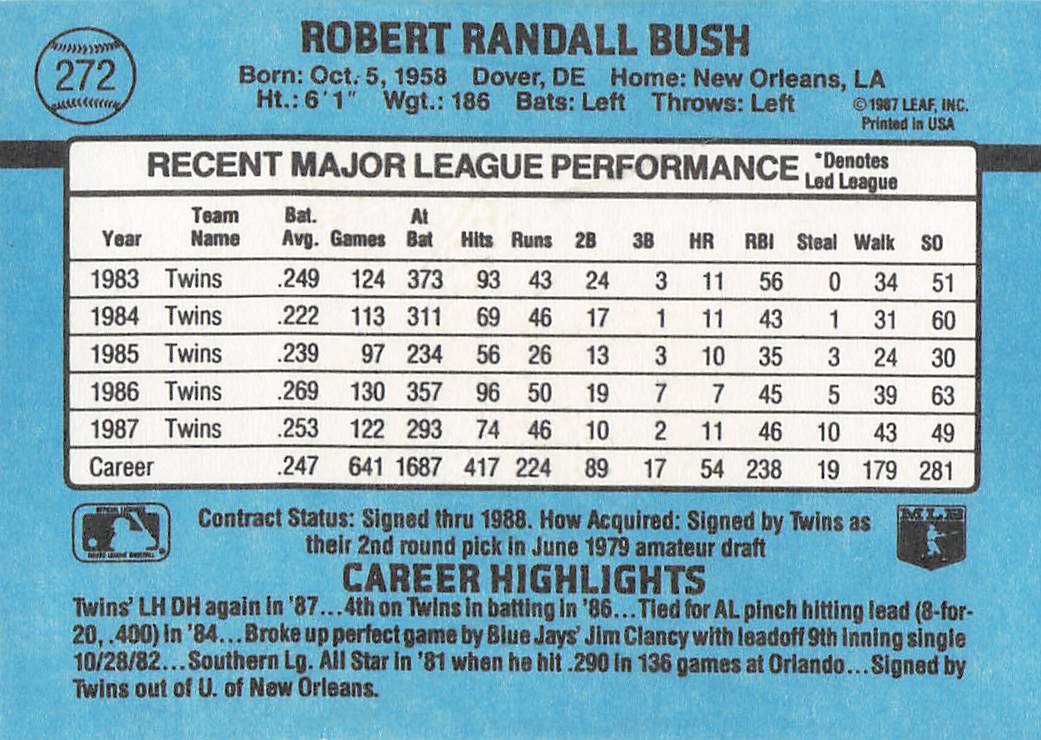 272
ROBERT RANDALL BUSH
Born: Oct. 5, 1958 Dover, DE Home: New Orleans, LA
Ht.: 6'1" Wgt.: 186 Bats: Left Throws: Left
©1987 LEAF, INC.
Printed in USA
RECENT MAJOR LEAGUE PERFORMANCE *Denotes
Led League
Year Team Name Bat. Avg. Games At Bat Hits Runs 2B 3B HR RBI Steal Walk SO
1983 Twins .249 124 373 93 43 24 3 11 56 0 34 51
1984 Twins .222 113 311 69 46 17 1 11 43 1 31 60
1985 Twins .239 97 234 56 26 13 3 10 35 3 24 30
1986 Twins .269 130 357 96 50 19 7 7 45 5 39 63
1987 Twins .253 122 293 74 46 10 2 11 46 10 43 49
Career .247 641 1687 417 224 89 17 54 238 19 179 281
Contract Status: Signed thru 1988. How Acquired: Signed by Twins as
their 2nd round pick in June 1979 amateur draft
MLB
CAREER HIGHLIGHTS
Twins' LH DH again in '87...4th on Twins in batting in '86...Tied for AL pinch hitting lead (8-for-
20, .400) in '84...Broke up perfect game by Blue Jays' Jim Clancy with leadoff 9th inning single
10/28/82...Southern Lg. All Star in '81 when he hit .290 in 136 games at Orlando...Signed by
Twins out of U. of New Orleans.